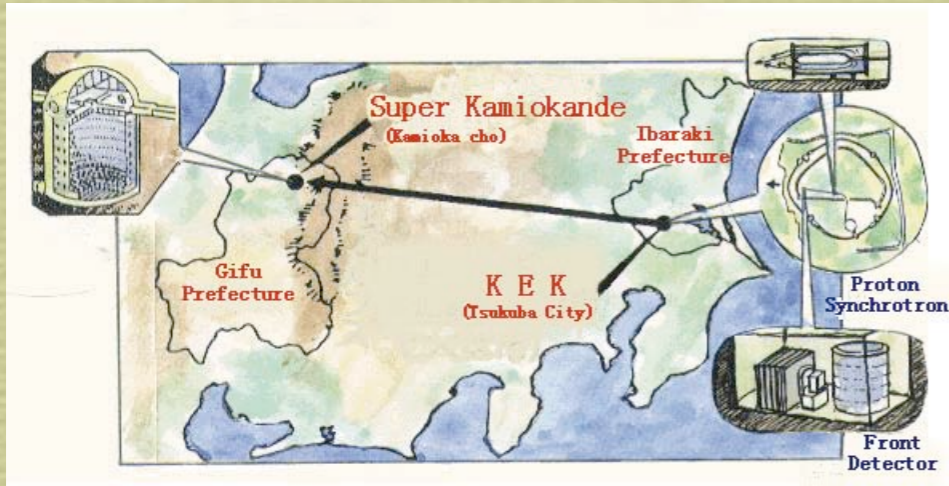 Super Kamiokande
(Kamioka cho)
Ibaraki
Prefecture
Gifu
Prefecture
K E K
(Tsukuba City)
Proton
Synchrotron
Front
Detector